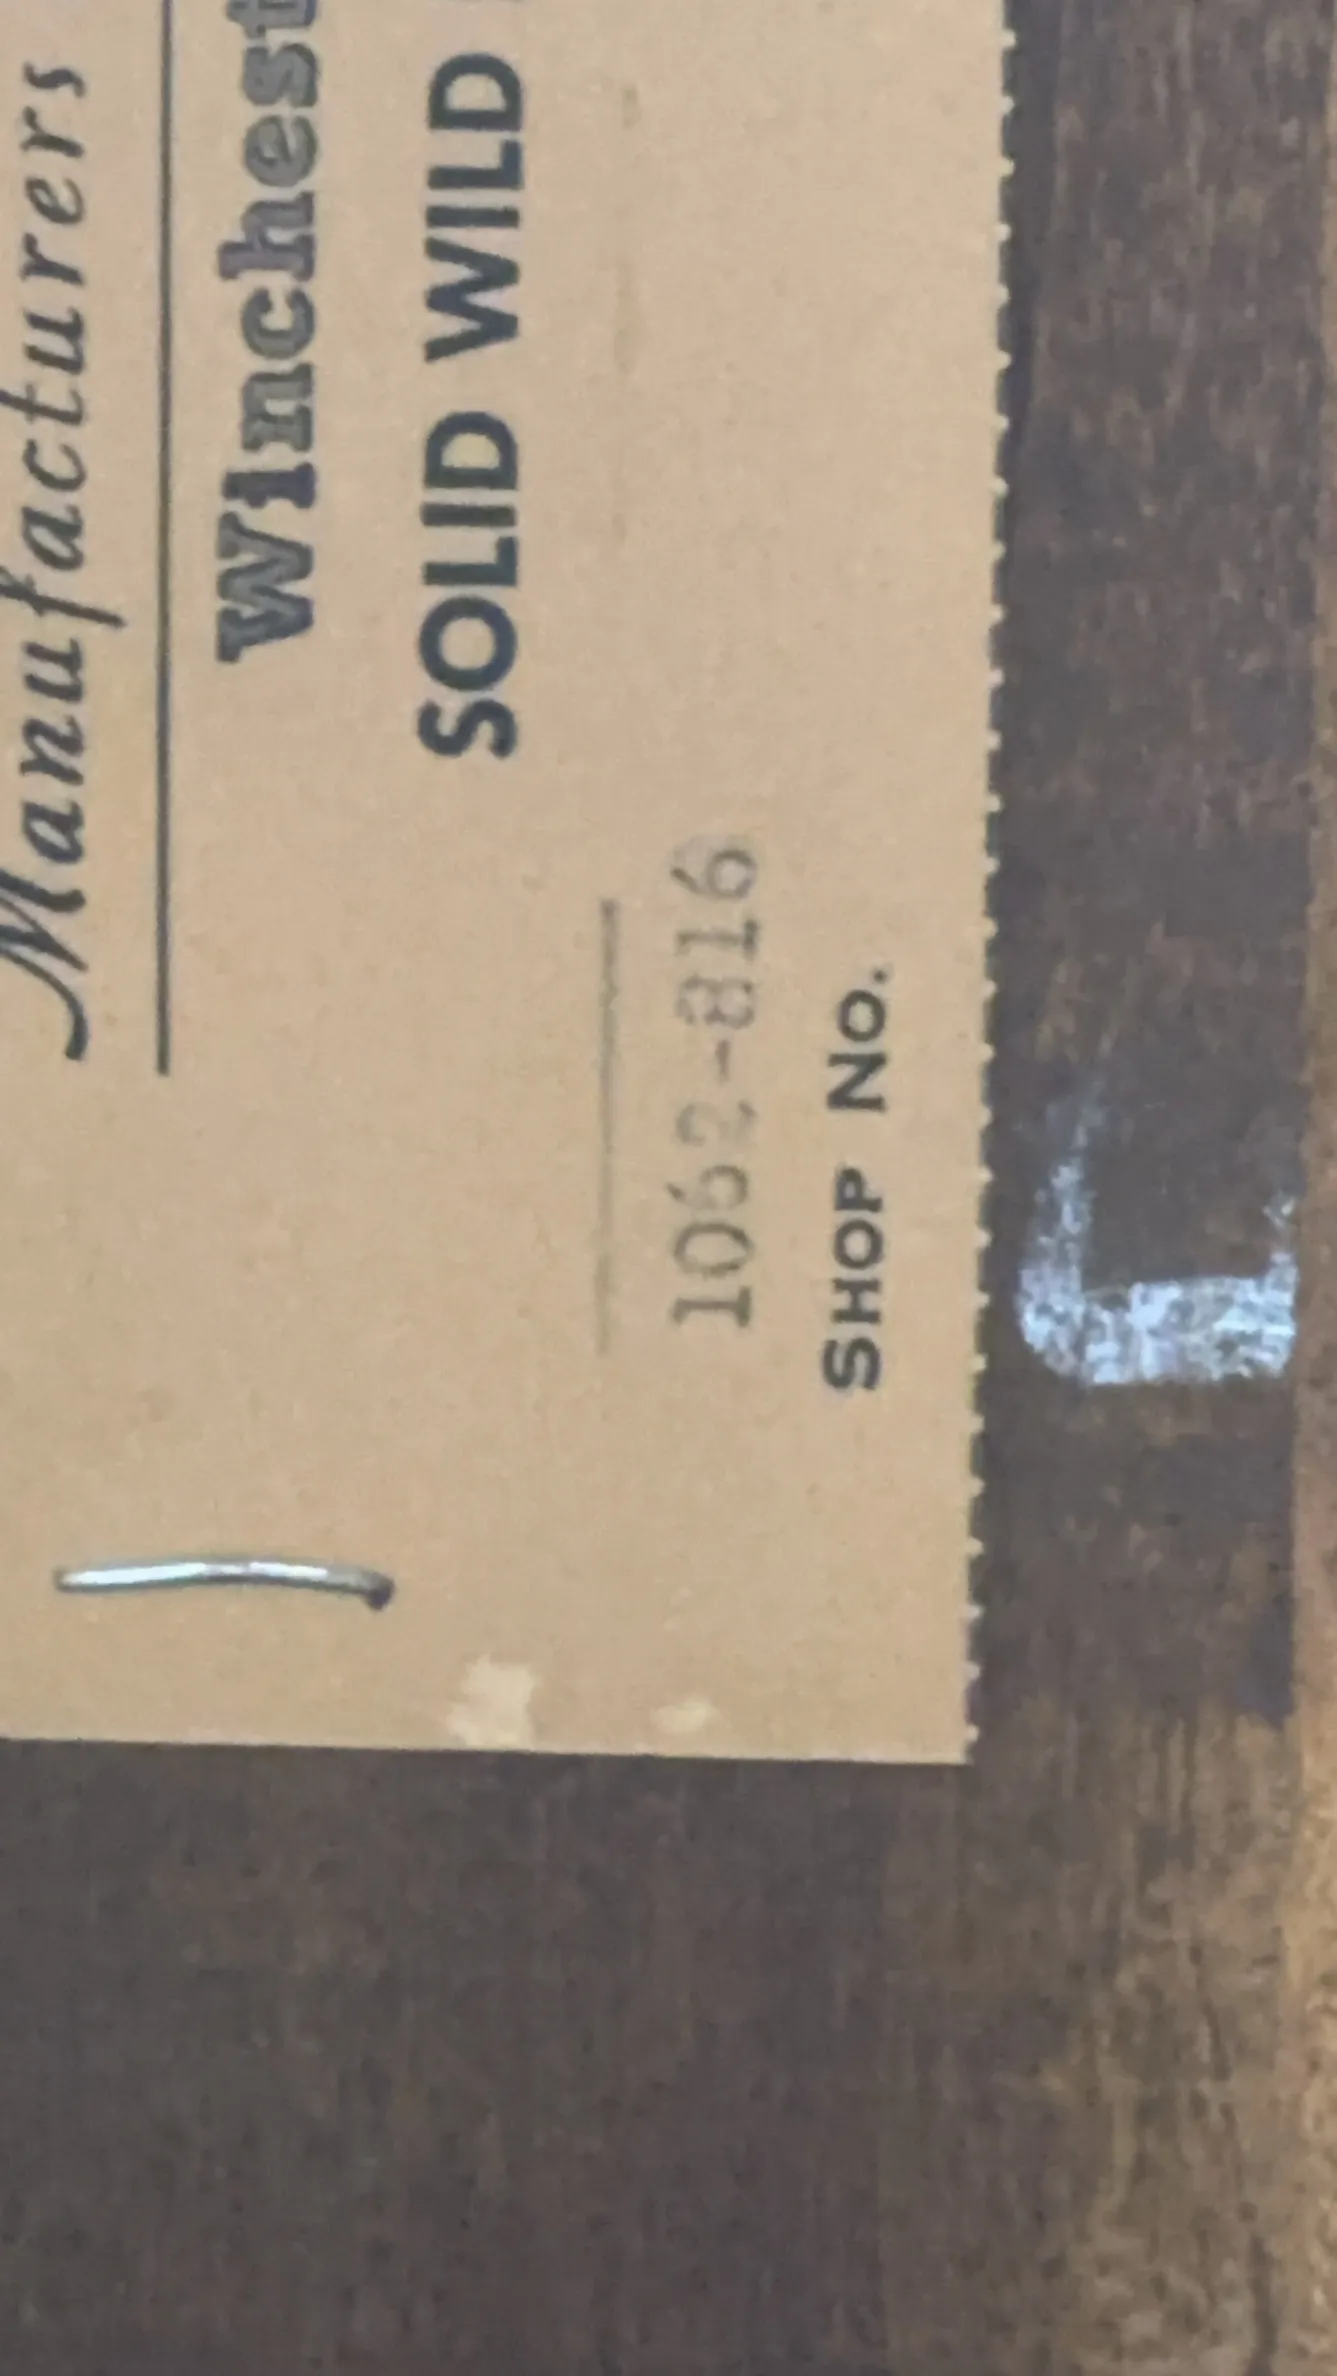 Manufacturers
Winchest
SOLID WILD
1062-816
SHOP NO.